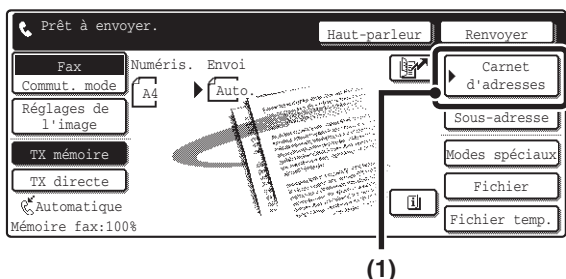 Prêt à envoyer.
Haut-parleur
Renvoyer
Fax
Commut. mode
Numéris.
Envoi
A4
Auto.
Carnet
d'adresses
Réglages de
l'image
Sous-adresse
TX mémoire
Modes spéciaux
TX directe
Fichier
Automatique
Mémoire fax:100%
Fichier temp.
(1)